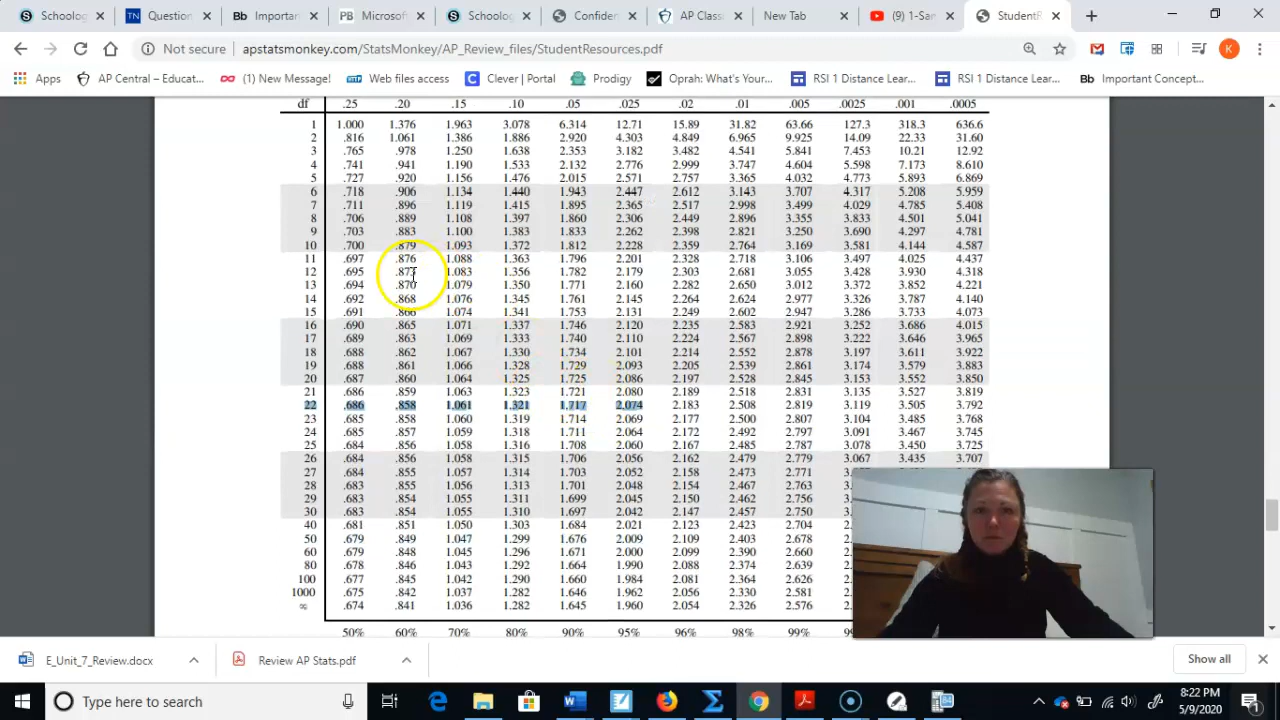 Schoolog
Question
Importan
Microsof
Schoolog
Confiden
AP Class
New Tab
(9) 1-San
StudentR
Not secure
apstatsmonkey.com/StatsMonkey/AP_Review_files/StudentResources.pdf
K
Apps
AP Central – Educat...
(1) New Message!
Web files access
Clever | Portal
Prodigy
Oprah: What's Your...
RSI 1 Distance Lear...
RSI 1 Distance Lear...
Important Concept...
df .25 .20 .15 .10 .05 .025 .02 .01 .005 .0025 .001 .0005
1 1.000 1.376 1.963 3.078 6.314 12.71 15.89 31.82 63.66 127.3 318.3 636.6
2 .816 1.061 1.386 1.886 2.920 4.303 4.849 6.965 9.925 14.09 22.33 31.60
3 .765 .978 1.250 1.638 2.353 3.182 3.482 4.541 5.841 7.453 10.21 12.92
4 .741 .941 1.190 1.533 2.132 2.776 2.999 3.747 4.604 5.598 7.173 8.610
5 .727 .920 1.156 1.476 2.015 2.571 2.757 3.365 4.032 4.773 5.893 6.869
6 .718 .906 1.134 1.440 1.943 2.447 2.612 3.143 3.707 4.317 5.208 5.959
7 .711 .896 1.119 1.415 1.895 2.365 2.517 2.998 3.499 4.029 4.785 5.408
8 .706 .889 1.108 1.397 1.860 2.306 2.449 2.896 3.355 3.833 4.501 5.041
9 .703 .883 1.100 1.383 1.833 2.262 2.398 2.821 3.250 3.690 4.297 4.781
10 .700 .879 1.093 1.372 1.812 2.228 2.359 2.764 3.169 3.581 4.144 4.587
11 .697 .876 1.088 1.363 1.796 2.201 2.328 2.718 3.106 3.497 4.025 4.437
12 .695 .873 1.083 1.356 1.782 2.179 2.303 2.681 3.055 3.428 3.930 4.318
13 .694 .870 1.079 1.350 1.771 2.160 2.282 2.650 3.012 3.372 3.852 4.221
14 .692 .868 1.076 1.345 1.761 2.145 2.264 2.624 2.977 3.326 3.787 4.140
15 .691 .866 1.074 1.341 1.753 2.131 2.249 2.602 2.947 3.286 3.733 4.073
16 .690 .865 1.071 1.337 1.746 2.120 2.235 2.583 2.921 3.252 3.686 4.015
17 .689 .863 1.069 1.333 1.740 2.110 2.224 2.567 2.898 3.222 3.646 3.965
18 .688 .862 1.067 1.330 1.734 2.101 2.214 2.552 2.878 3.197 3.611 3.922
19 .688 .861 1.066 1.328 1.729 2.093 2.205 2.539 2.861 3.174 3.579 3.883
20 .687 .860 1.064 1.325 1.725 2.086 2.197 2.528 2.845 3.153 3.552 3.850
21 .686 .859 1.063 1.323 1.721 2.080 2.189 2.518 2.831 3.135 3.527 3.819
22 .686 .858 1.061 1.321 1.717 2.074 2.183 2.508 2.819 3.119 3.505 3.792
23 .685 .858 1.060 1.319 1.714 2.069 2.177 2.500 2.807 3.104 3.485 3.768
24 .685 .857 1.059 1.318 1.711 2.064 2.172 2.492 2.797 3.091 3.467 3.745
25 .684 .856 1.058 1.316 1.708 2.060 2.167 2.485 2.787 3.078 3.450 3.725
26 .684 .856 1.058 1.315 1.706 2.056 2.162 2.479 2.779 3.067 3.435 3.707
27 .684 .855 1.057 1.314 1.703 2.052 2.158 2.473 2.771
28 .683 .855 1.056 1.313 1.701 2.048 2.154 2.467 2.763
29 .683 .854 1.055 1.311 1.699 2.045 2.150 2.462 2.756
30 .683 .854 1.055 1.310 1.697 2.042 2.147 2.457 2.750
40 .681 .851 1.050 1.303 1.684 2.021 2.123 2.423 2.704
50 .679 .849 1.047 1.299 1.676 2.009 2.109 2.403 2.678
60 .679 .848 1.045 1.296 1.671 2.000 2.099 2.390 2.660
80 .678 .846 1.043 1.292 1.664 1.990 2.088 2.374 2.639
100 .677 .845 1.042 1.290 1.660 1.984 2.081 2.364 2.626
1000 .675 .842 1.037 1.282 1.646 1.962 2.056 2.330 2.581
∞ .674 .841 1.036 1.282 1.645 1.960 2.054 2.326 2.576
50% 60% 70% 80% 90% 95% 96% 98% 99%
E_Unit_7_Review.docx
Review AP Stats.pdf
Show all
Type here to search
8:22 PM
5/9/2020